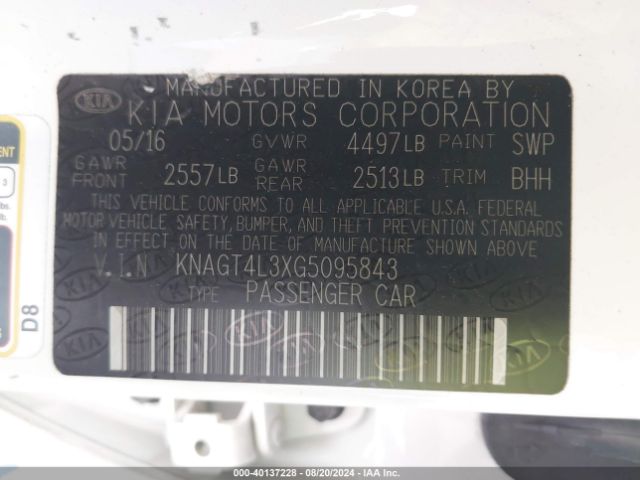 MANUFACTURED IN KOREA BY
KIA KIA MOTORS CORPORATION
05/16 GVWR 4497LB PAINT SWP
GAWR FRONT 2557LB GAWR REAR 2513LB TRIM BHH
THIS VEHICLE CONFORMS TO ALL APPLICABLE U.S.A. FEDERAL
MOTOR VEHICLE, SAFETY, BUMPER, AND THEFT PREVENTION STANDARDS
IN EFFECT ON THE DATE OF MANUFACTURE SHOWN ABOVE.
V.I.N KNAGT4L3XG5095843
TYPE PASSENGER CAR
D8
000-40137228 - 08/20/2024 - IAA Inc.